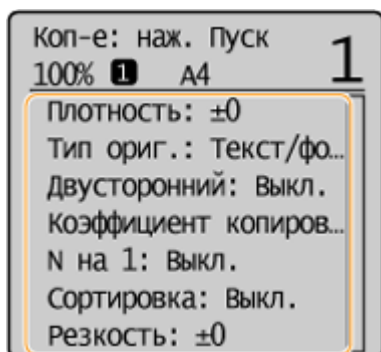 Коп-е: наж. Пуск 1
100% 1 A4
Плотность: ±0
Тип ориг.: Текст/фо...
Двусторонний: Выкл.
Коэффициент копиров...
N на 1: Выкл.
Сортировка: Выкл.
Резкость: ±0